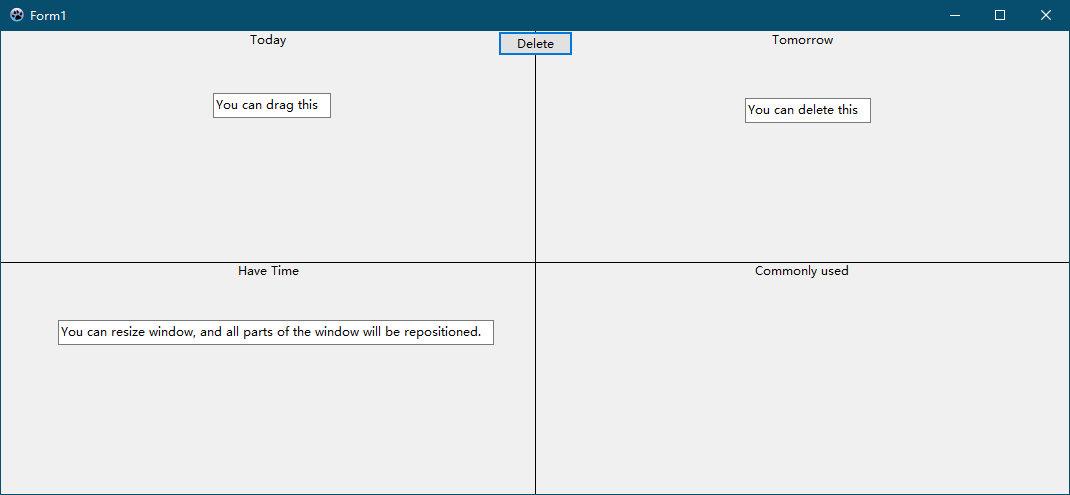 Form1
Today
Delete
Tomorrow
You can drag this
You can delete this
Have Time
Commonly used
You can resize window, and all parts of the window will be repositioned.